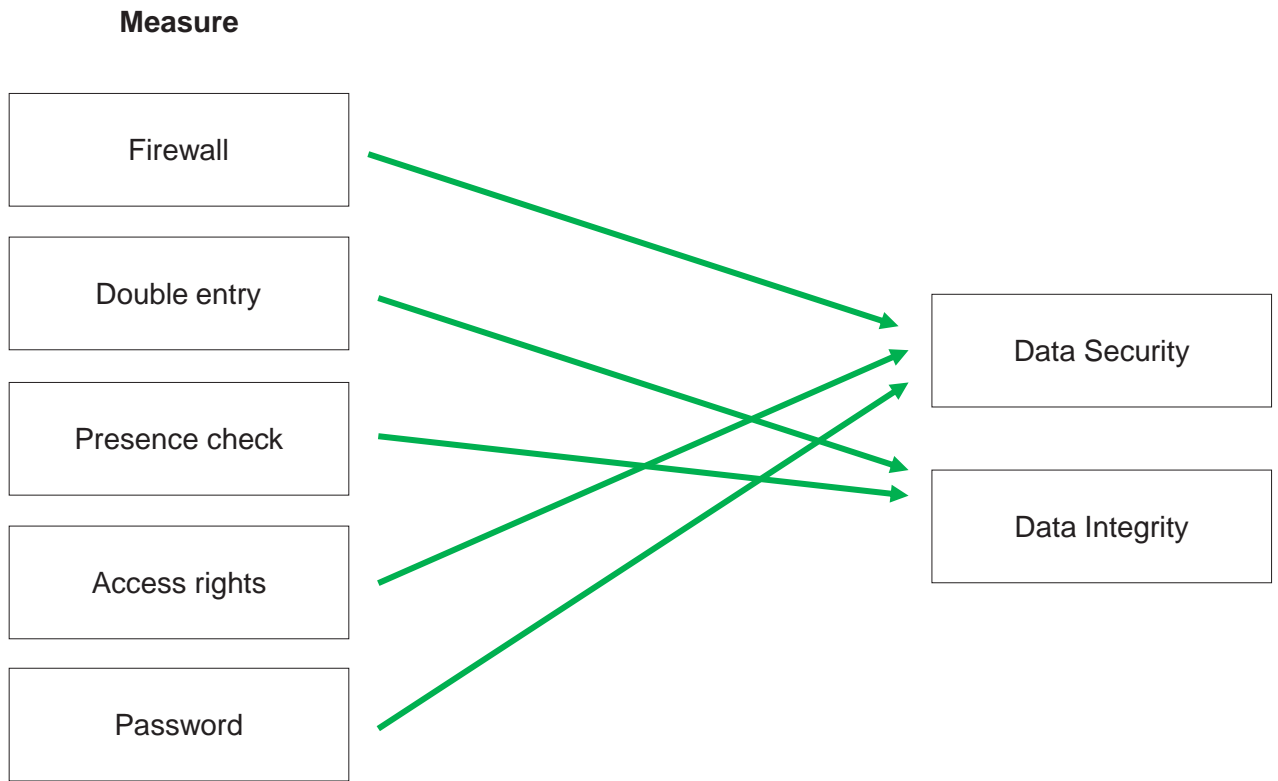 Measure
Firewall
Double entry
Presence check
Access rights
Password
Data Security
Data Integrity